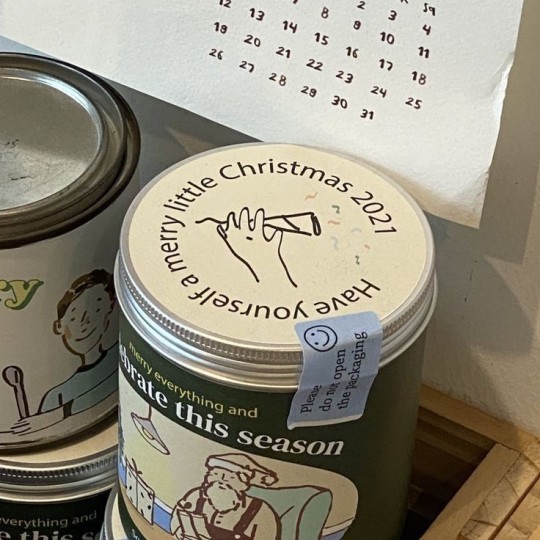 12 13 14 8 2 3 4
19 20 21 15 9 10 11
26 27 28 22 16 17 18
29 23 24 25
30 31
Have yourself a merry little Christmas 2021
Please
do not open
the packaging
merry everything and
celebrate this season
everything and